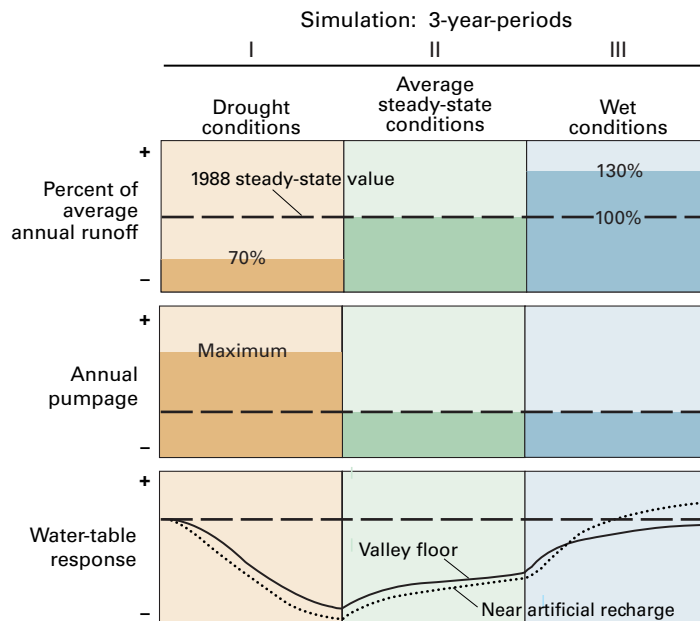 Simulation: 3-year-periods
I II III
Drought
conditions
Average
steady-state
conditions
Wet
conditions
Percent of
average
annual runoff
+
–
1988 steady-state value
70%
130%
100%
Annual
pumpage
+
–
Maximum
Water-table
response
+
–
Valley floor
Near artificial recharge